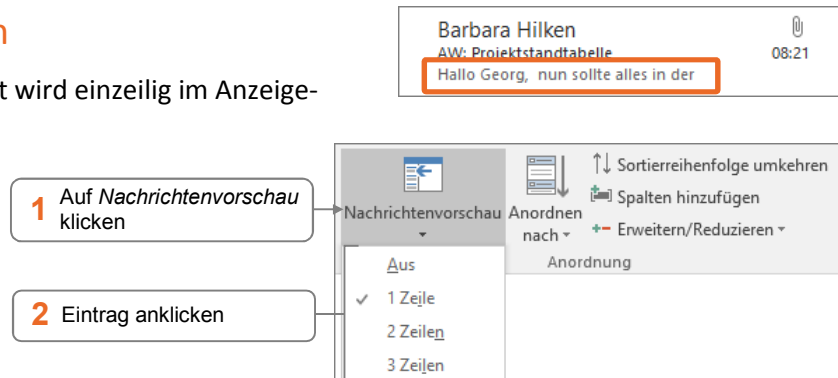 n
Barbara Hilken
AW: Projektstandtabelle 08:21
Hallo Georg, nun sollte alles in der
t wird einzeilig im Anzeige-
1 Auf Nachrichtenvorschau
klicken
2 Eintrag anklicken
Nachrichtenvorschau
Anordnen
nach
Sortierreihenfolge umkehren
Spalten hinzufügen
Erweitern/Reduzieren
Anordnung
Aus
1 Zeile
2 Zeilen
3 Zeilen